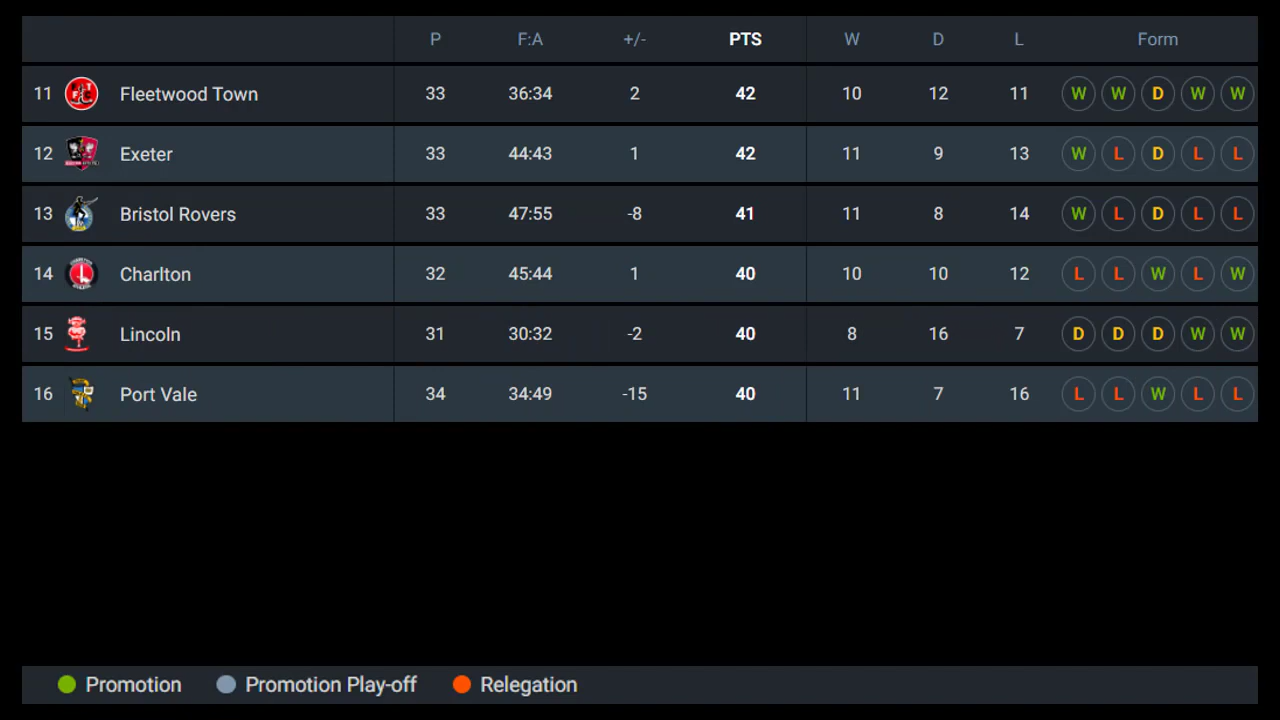 P F:A +/- PTS W D L Form
11 Fleetwood Town 33 36:34 2 42 10 12 11 W W D W W
12 Exeter 33 44:43 1 42 11 9 13 W L D L L
13 Bristol Rovers 33 47:55 -8 41 11 8 14 W L D L L
14 Charlton 32 45:44 1 40 10 10 12 L L W L W
15 Lincoln 31 30:32 -2 40 8 16 7 D D D W W
16 Port Vale 34 34:49 -15 40 11 7 16 L L W L L
Promotion Promotion Play-off Relegation